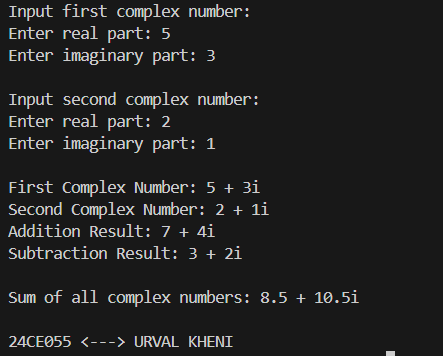 Input first complex number:
Enter real part: 5
Enter imaginary part: 3
Input second complex number:
Enter real part: 2
Enter imaginary part: 1
First Complex Number: 5 + 3i
Second Complex Number: 2 + 1i
Addition Result: 7 + 4i
Subtraction Result: 3 + 2i
Sum of all complex numbers: 8.5 + 10.5i
24CE055 <---> URVAL KHENI